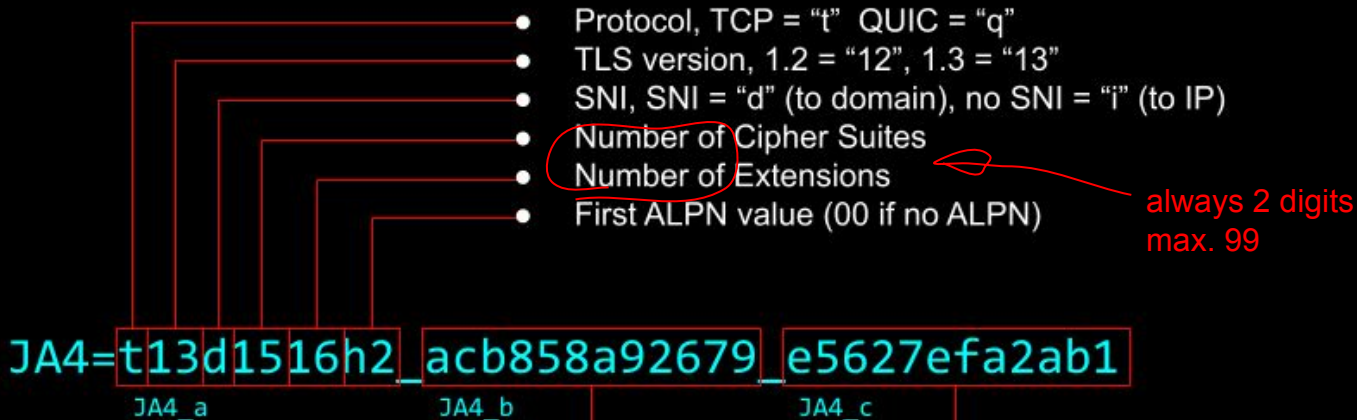 Protocol, TCP = “t”  QUIC = “q”
TLS version, 1.2 = “12”, 1.3 = “13”
SNI, SNI = “d” (to domain), no SNI = “i” (to IP)
Number of Cipher Suites
Number of Extensions
First ALPN value (00 if no ALPN)
always 2 digits
max. 99
JA4=t13d1516h2_acb858a92679_e5627efa2ab1
JA4_a JA4_b JA4_c